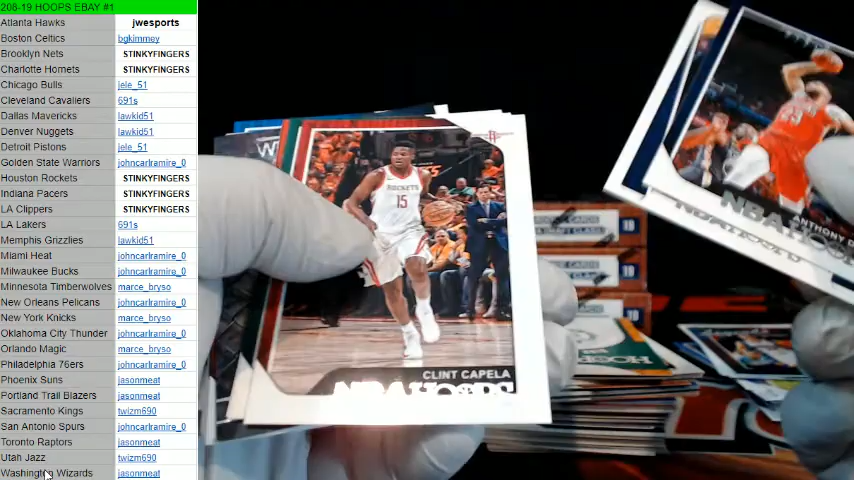 208-19 HOOPS EBAY #1
Atlanta Hawks jwesports
Boston Celtics bgkimmey
Brooklyn Nets STINKYFINGERS
Charlotte Hornets STINKYFINGERS
Chicago Bulls jele_51
Cleveland Cavaliers 691s
Dallas Mavericks lawkid51
Denver Nuggets lawkid51
Detroit Pistons jele_51
Golden State Warriors johncarlramire_0
Houston Rockets STINKYFINGERS
Indiana Pacers STINKYFINGERS
LA Clippers STINKYFINGERS
LA Lakers 691s
Memphis Grizzlies lawkid51
Miami Heat johncarlramire_0
Milwaukee Bucks johncarlramire_0
Minnesota Timberwolves marce_bryso
New Orleans Pelicans johncarlramire_0
New York Knicks marce_bryso
Oklahoma City Thunder johncarlramire_0
Orlando Magic marce_bryso
Philadelphia 76ers johncarlramire_0
Phoenix Suns jasonmeat
Portland Trail Blazers jasonmeat
Sacramento Kings twizm690
San Antonio Spurs johncarlramire_0
Toronto Raptors jasonmeat
Utah Jazz twizm690
Washington Wizards jasonmeat
ROCKETS
15
CLINT CAPELA
NBA HOOPS
ANTHONY D
NBA HOOPS